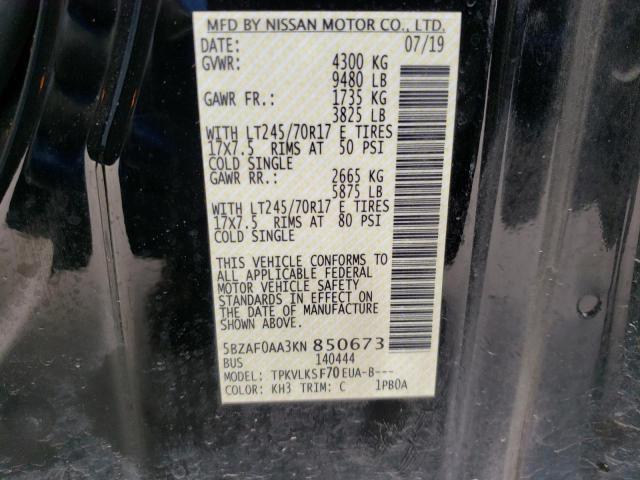 MFD BY NISSAN MOTOR CO., LTD.
DATE: 07/19
GVWR: 4300 KG
9480 LB
GAWR FR.: 1735 KG
3825 LB
WITH LT245/70R17 E TIRES
17X7.5 RIMS AT 50 PSI
COLD SINGLE
GAWR RR.: 2665 KG
5875 LB
WITH LT245/70R17 E TIRES
17X7.5 RIMS AT 80 PSI
COLD SINGLE
THIS VEHICLE CONFORMS TO
ALL APPLICABLE FEDERAL
MOTOR VEHICLE SAFETY
STANDARDS IN EFFECT ON
THE DATE OF MANUFACTURE
SHOWN ABOVE.
5BZAF0AA3KN 850673
BUS 140444
MODEL: TPKVLKSF70EUA-B---
COLOR: KH3 TRIM: C 1PB0A